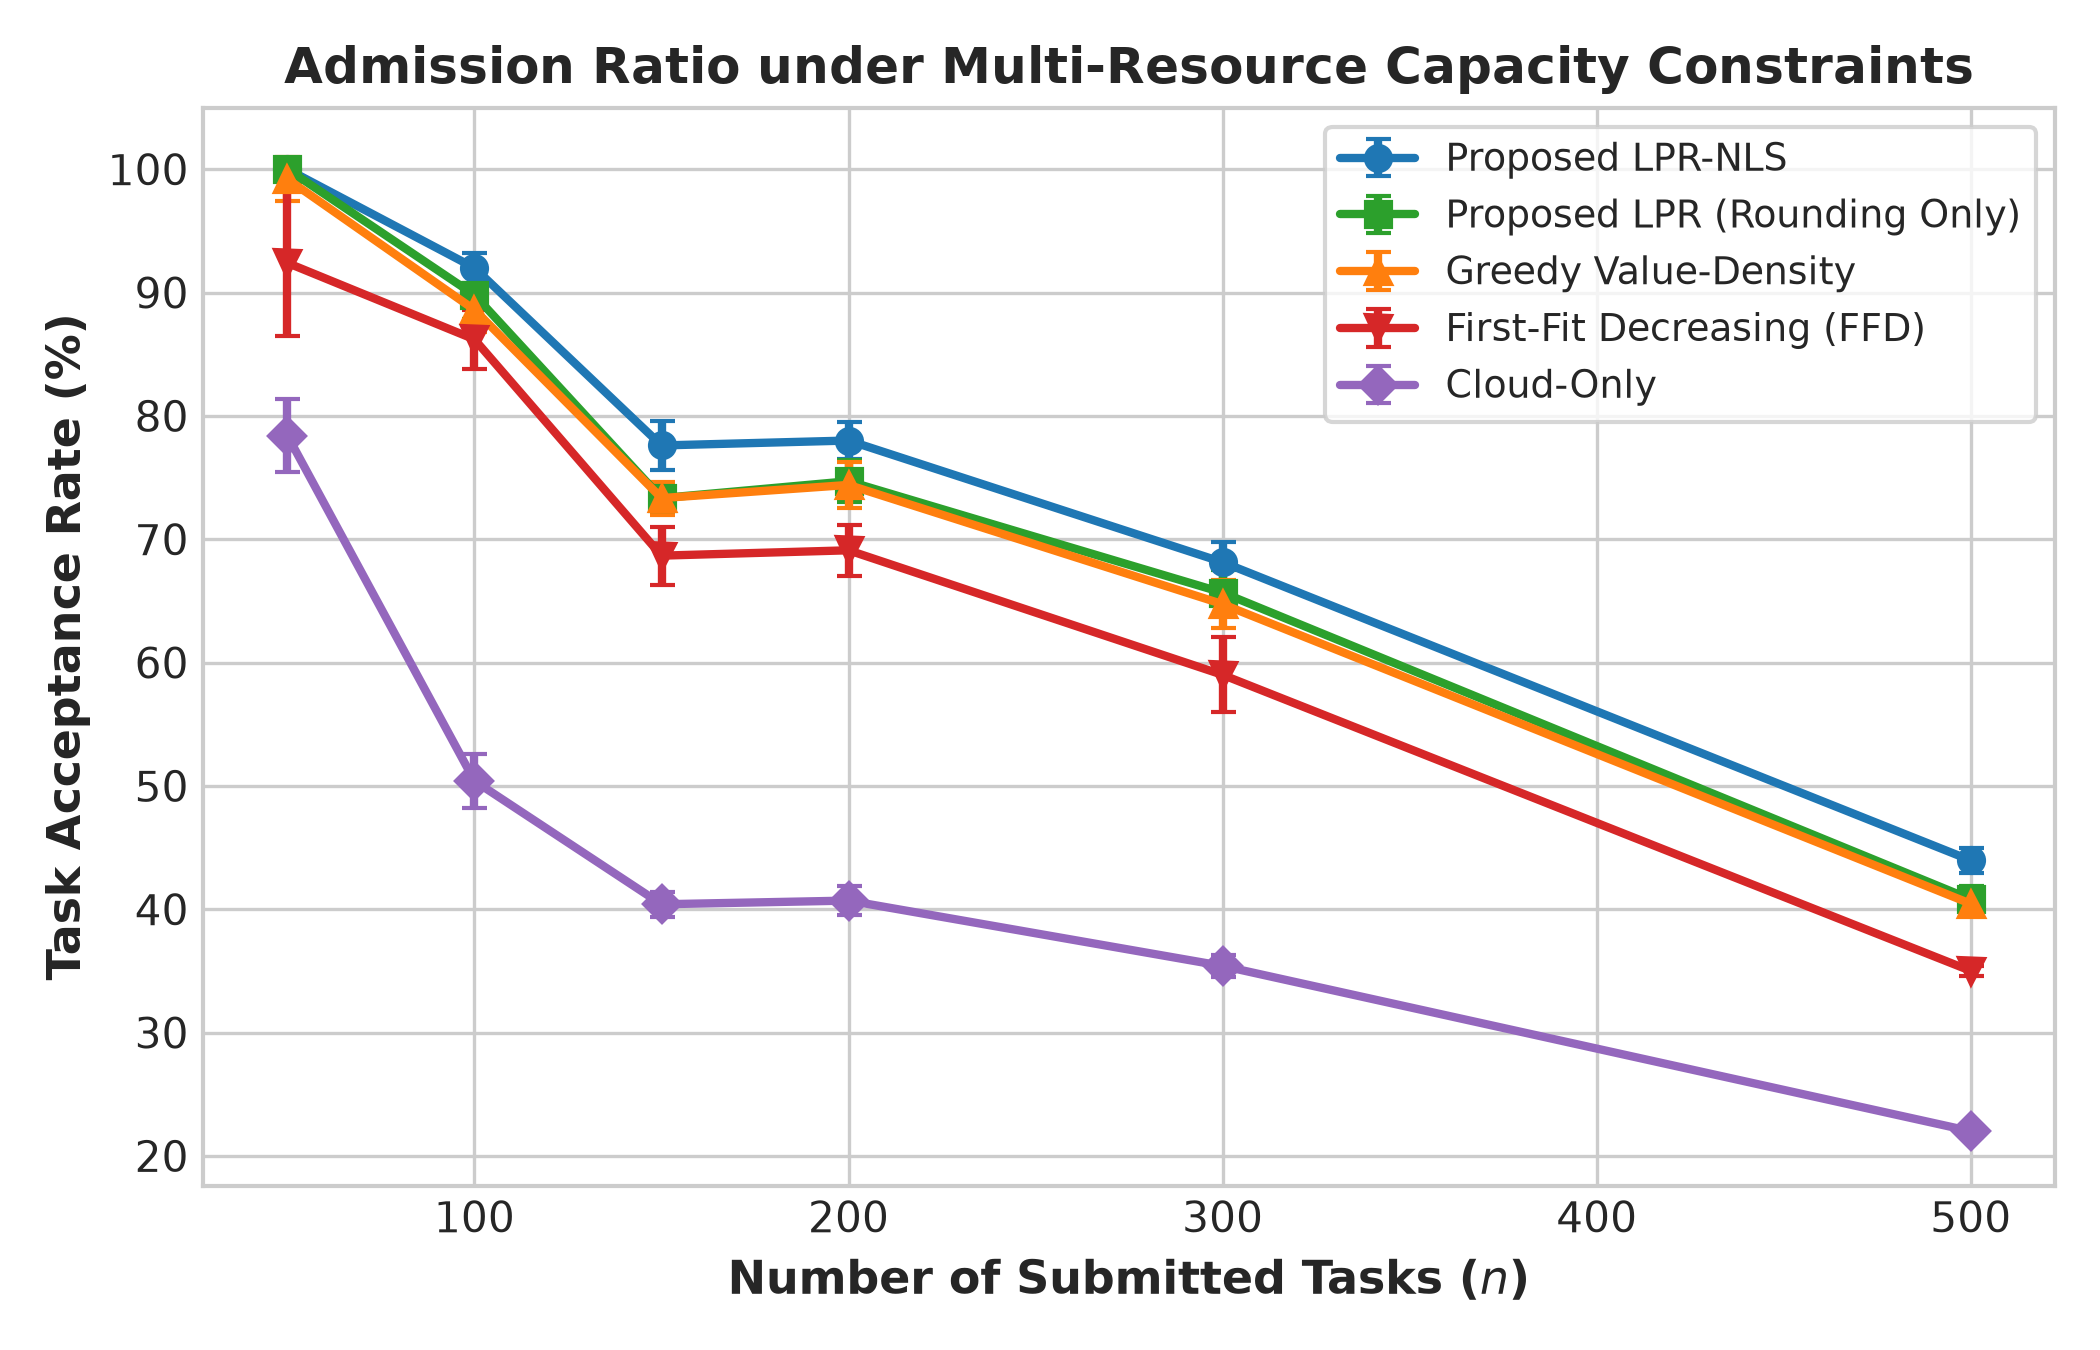 Admission Ratio under Multi-Resource Capacity Constraints
Task Acceptance Rate (%)
100
90
80
70
60
50
40
30
20
Proposed LPR-NLS
Proposed LPR (Rounding Only)
Greedy Value-Density
First-Fit Decreasing (FFD)
Cloud-Only
100 200 300 400 500
Number of Submitted Tasks (n)